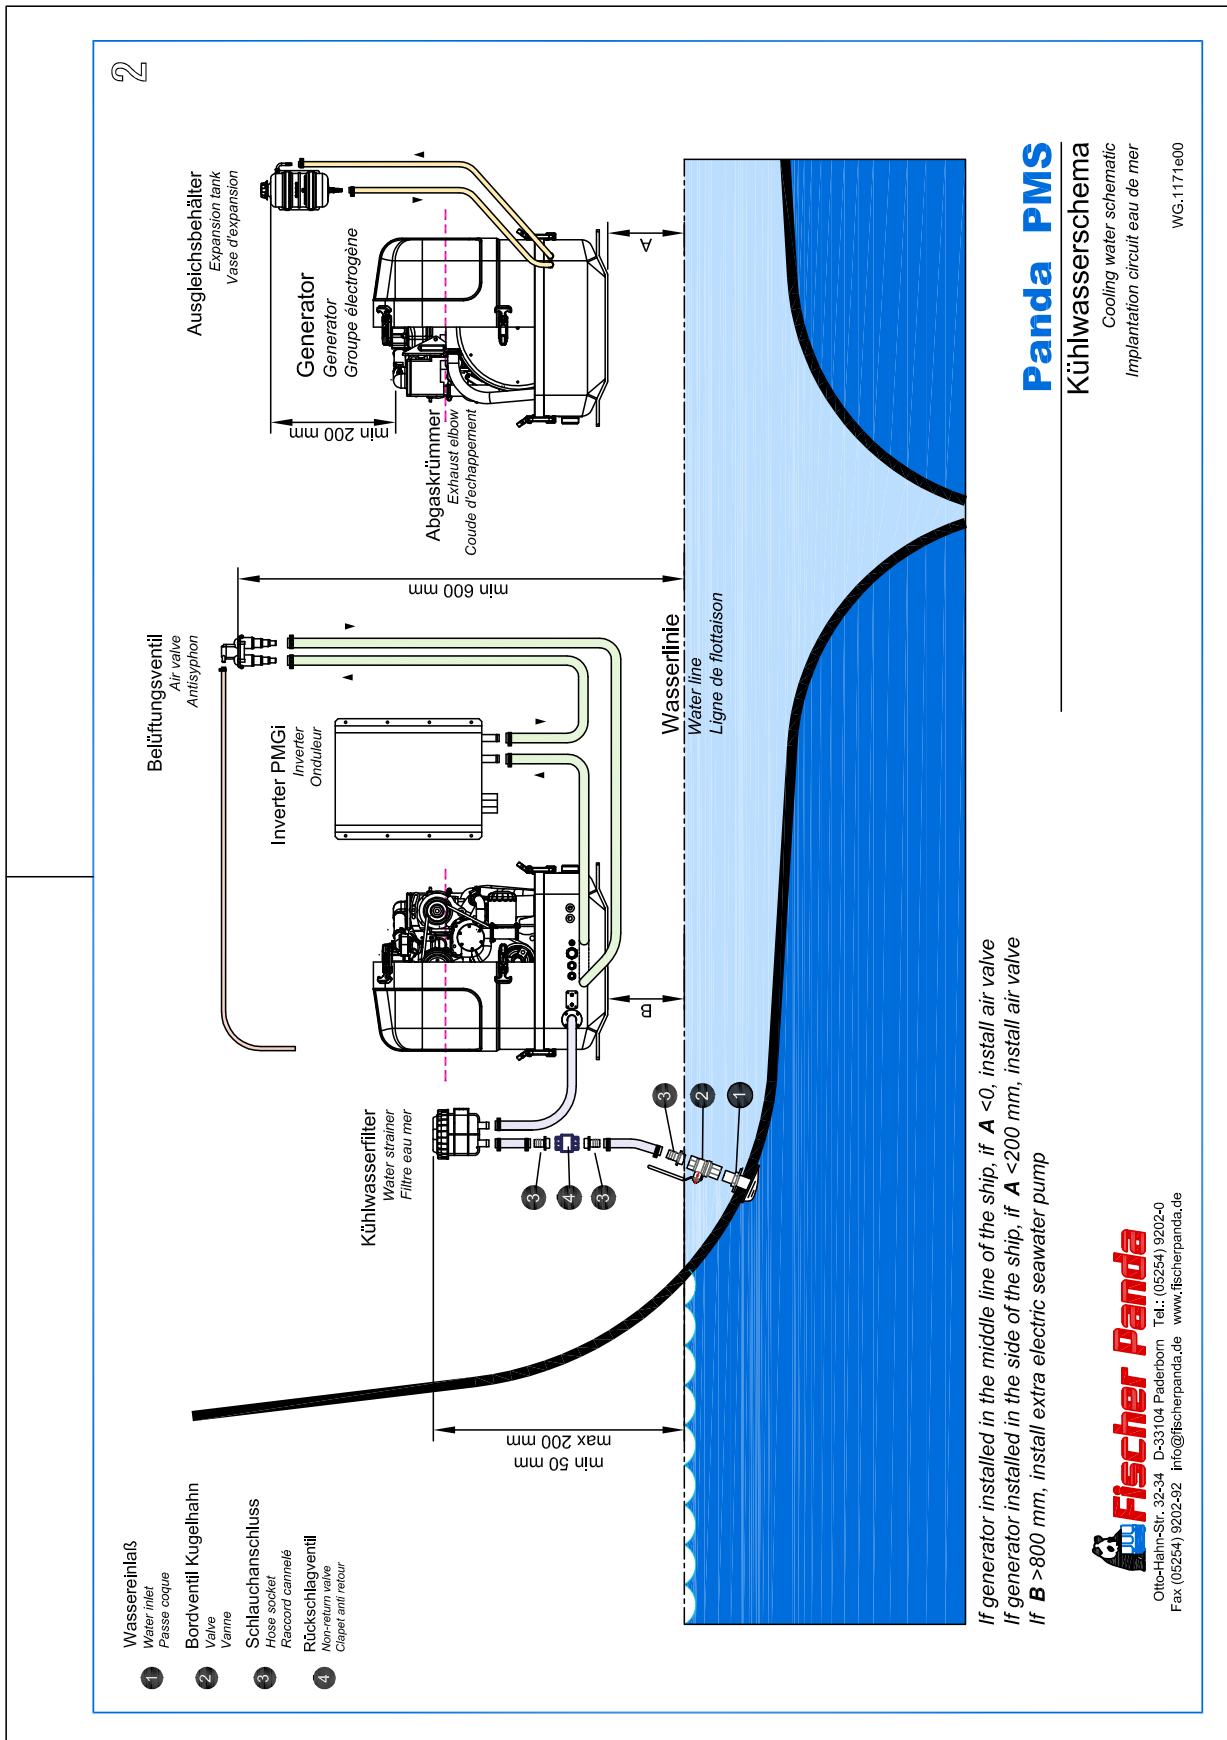 2
1
Wassereinlaß
Water inlet
Passe coque
2
Bordventil Kugelhahn
Valve
Vanne
3
Schlauchanschluss
Hose socket
Raccord cannelé
4
Rückschlagventil
Non-return valve
Clapet anti retour
min 50 mm
max 200 mm
Kühlwasserfilter
Water strainer
Filtre eau mer
3
4
3
3
2
1
B
Inverter PMGi
Inverter
Onduleur
Belüftungsventil
Air valve
Antisyphon
min 600 mm
Wasserlinie
Water line
Ligne de flottaison
Abgaskrümmer
Exhaust elbow
Coude d'echappement
min 200 mm
Generator
Generator
Groupe électrogène
Ausgleichsbehälter
Expansion tank
Vase d'expansion
A
If generator installed in the middle line of the ship, if A <0, install air valve
If generator installed in the side of the ship, if A <200 mm, install air valve
If B >800 mm, install extra electric seawater pump
Panda PMS
Kühlwasserschema
Cooling water schematic
Implantation circuit eau de mer
WG.1171e00
Fischer Panda
Otto-Hahn-Str. 32-34 D-33104 Paderborn Tel.: (05254) 9202-0
Fax (05254) 9202-92 info@fischerpanda.de www.fischerpanda.de